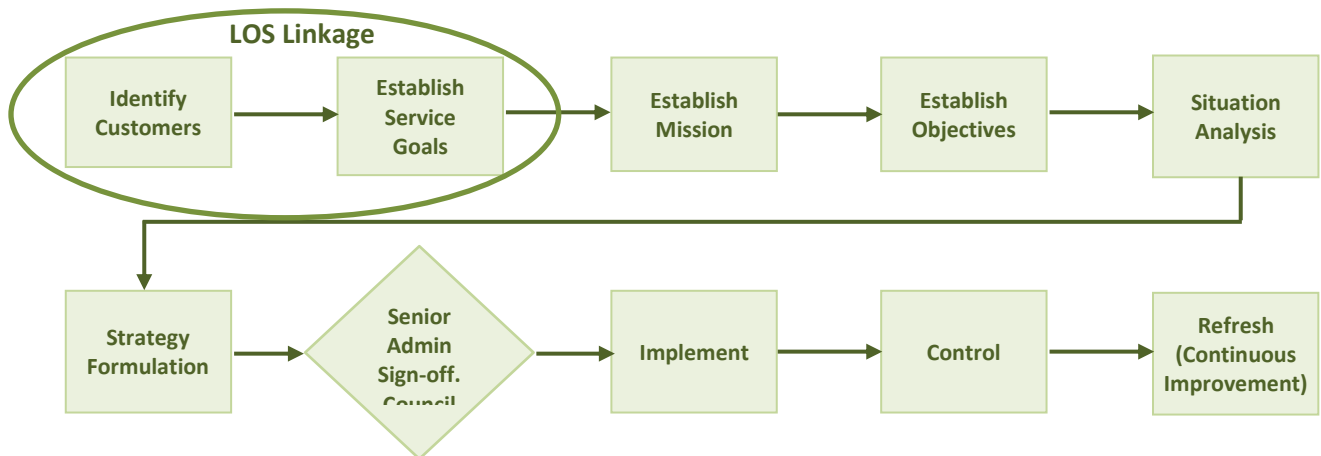 LOS Linkage
Identify
Customers
Establish
Service
Goals
Establish
Mission
Establish
Objectives
Situation
Analysis
Strategy
Formulation
Senior
Admin
Sign-off.
Council
Implement
Control
Refresh
(Continuous
Improvement)